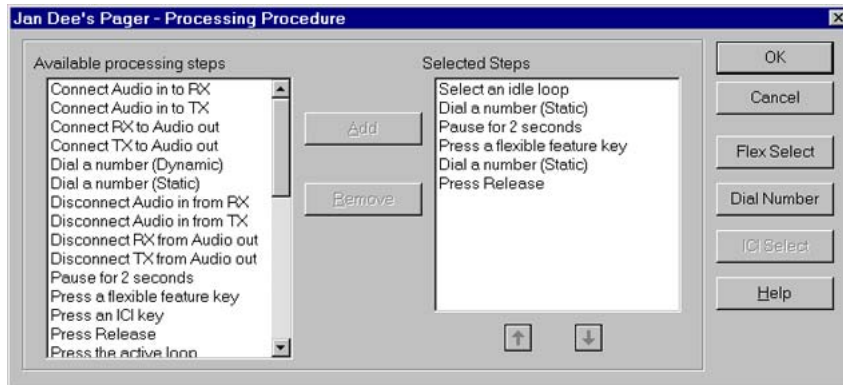 Jan Dee's Pager - Processing Procedure
Available processing steps
Connect Audio in to RX
Connect Audio in to TX
Connect RX to Audio out
Connect TX to Audio out
Dial a number (Dynamic)
Dial a number (Static)
Disconnect Audio in from RX
Disconnect Audio in from TX
Disconnect RX from Audio out
Disconnect TX from Audio out
Pause for 2 seconds
Press a flexible feature key
Press an ICI key
Press Release
Press the active loop
Add
Remove
Selected Steps
Select an idle loop
Dial a number (Static)
Pause for 2 seconds
Press a flexible feature key
Dial a number (Static)
Press Release
OK
Cancel
Flex Select
Dial Number
ICI Select
Help